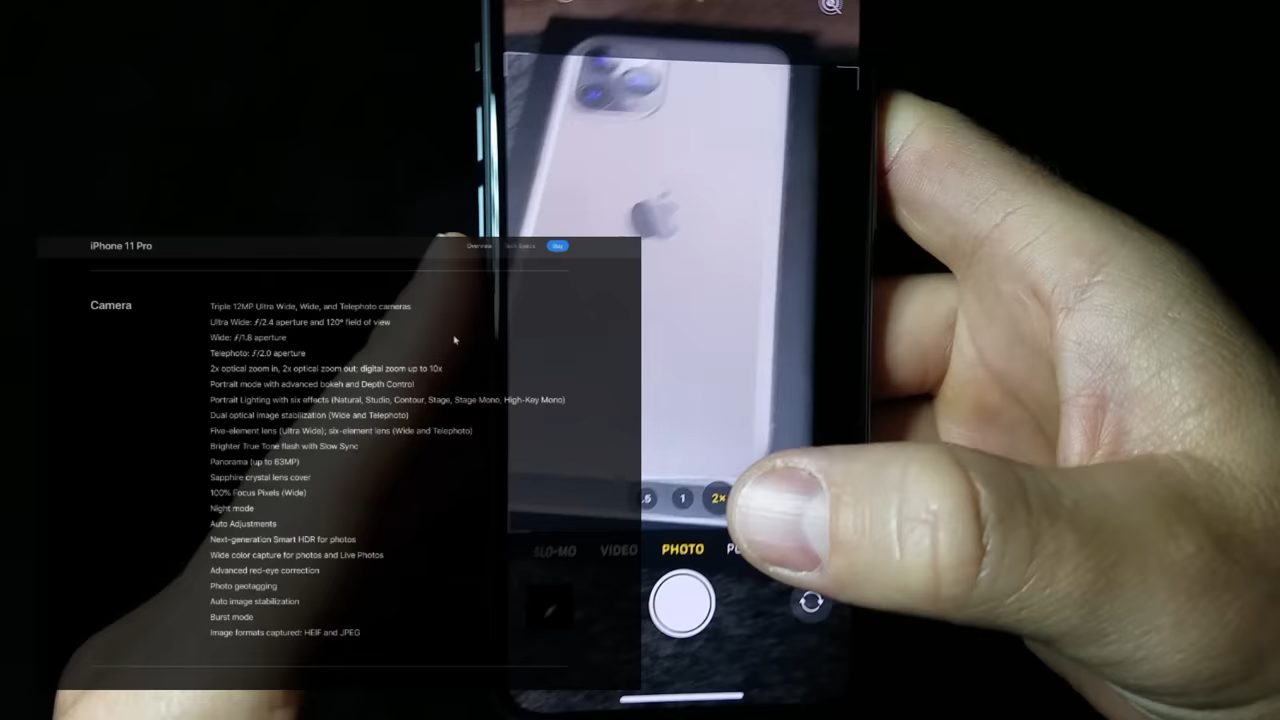 iPhone 11 Pro
Overview
Tech Specs
Buy
Camera
Triple 12MP Ultra Wide, Wide, and Telephoto cameras
Ultra Wide: ƒ/2.4 aperture and 120° field of view
Wide: ƒ/1.8 aperture
Telephoto: ƒ/2.0 aperture
2x optical zoom in, 2x optical zoom out; digital zoom up to 10x
Portrait mode with advanced bokeh and Depth Control
Portrait Lighting with six effects (Natural, Studio, Contour, Stage, Stage Mono, High-Key Mono)
Dual optical image stabilization (Wide and Telephoto)
Five-element lens (Ultra Wide); six-element lens (Wide and Telephoto)
Brighter True Tone flash with Slow Sync
Panorama (up to 63MP)
Sapphire crystal lens cover
100% Focus Pixels (Wide)
Night mode
Auto Adjustments
Next-generation Smart HDR for photos
Wide color capture for photos and Live Photos
Advanced red-eye correction
Photo geotagging
Auto image stabilization
Burst mode
Image formats captured: HEIF and JPEG
.5 1 2×
SLO-MO VIDEO PHOTO